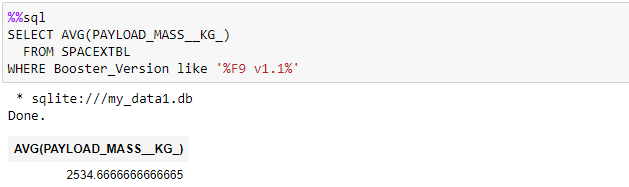 %%sql
SELECT AVG(PAYLOAD_MASS__KG_)
  FROM SPACEXTBL
WHERE Booster_Version like '%F9 v1.1%'
 * sqlite:///my_data1.db
Done.
AVG(PAYLOAD_MASS__KG_)
2534.6666666666665